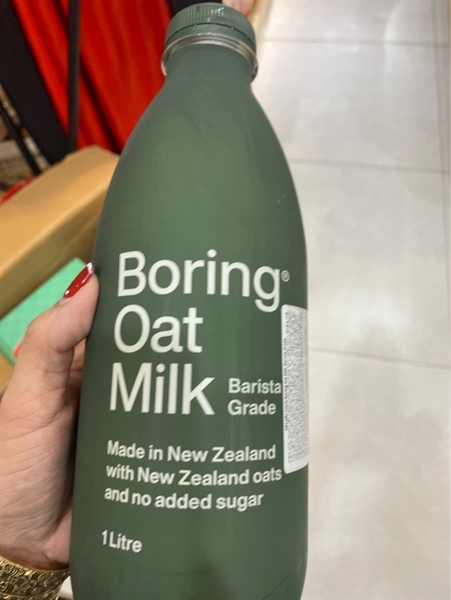 Boring®
Oat
Milk
Barista
Grade
Made in New Zealand
with New Zealand oats
and no added sugar
1 Litre